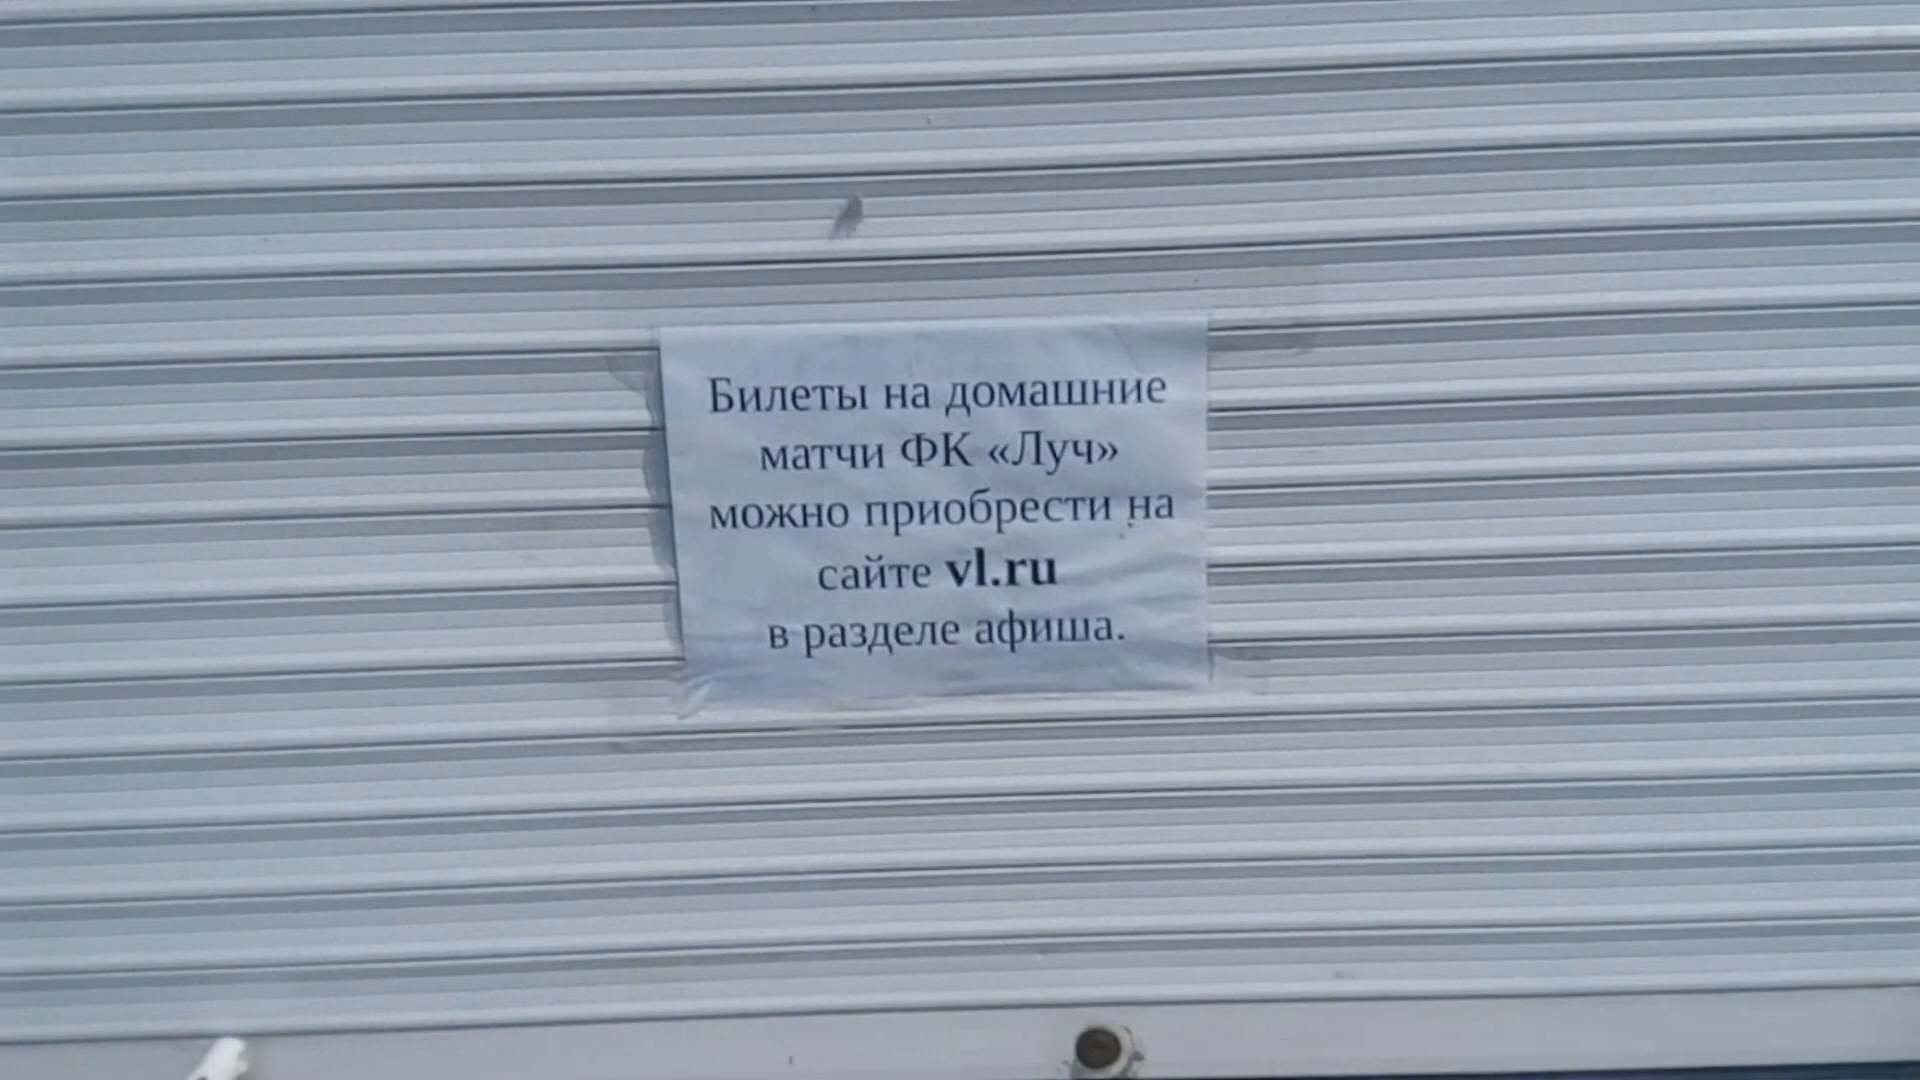 Билеты на домашние
матчи ФК «Луч»
можно приобрести на
сайте vl.ru
в разделе афиша.